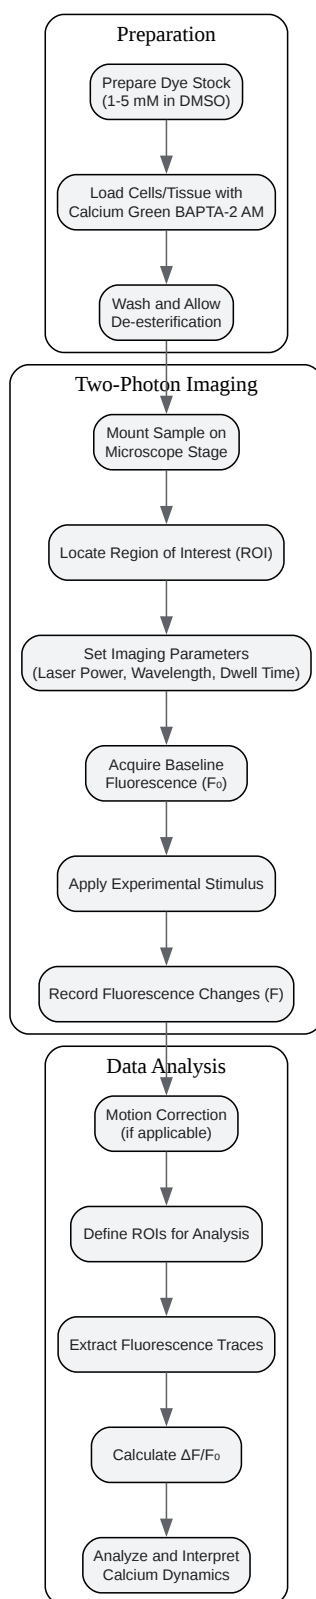 Preparation
Prepare Dye Stock
(1-5 mM in DMSO)
Load Cells/Tissue with
Calcium Green BAPTA-2 AM
Wash and Allow
De-esterification
Two-Photon Imaging
Mount Sample on
Microscope Stage
Locate Region of Interest (ROI)
Set Imaging Parameters
(Laser Power, Wavelength, Dwell Time)
Acquire Baseline
Fluorescence (F₀)
Apply Experimental Stimulus
Record Fluorescence Changes (F)
Data Analysis
Motion Correction
(if applicable)
Define ROIs for Analysis
Extract Fluorescence Traces
Calculate ΔF/F₀
Analyze and Interpret
Calcium Dynamics